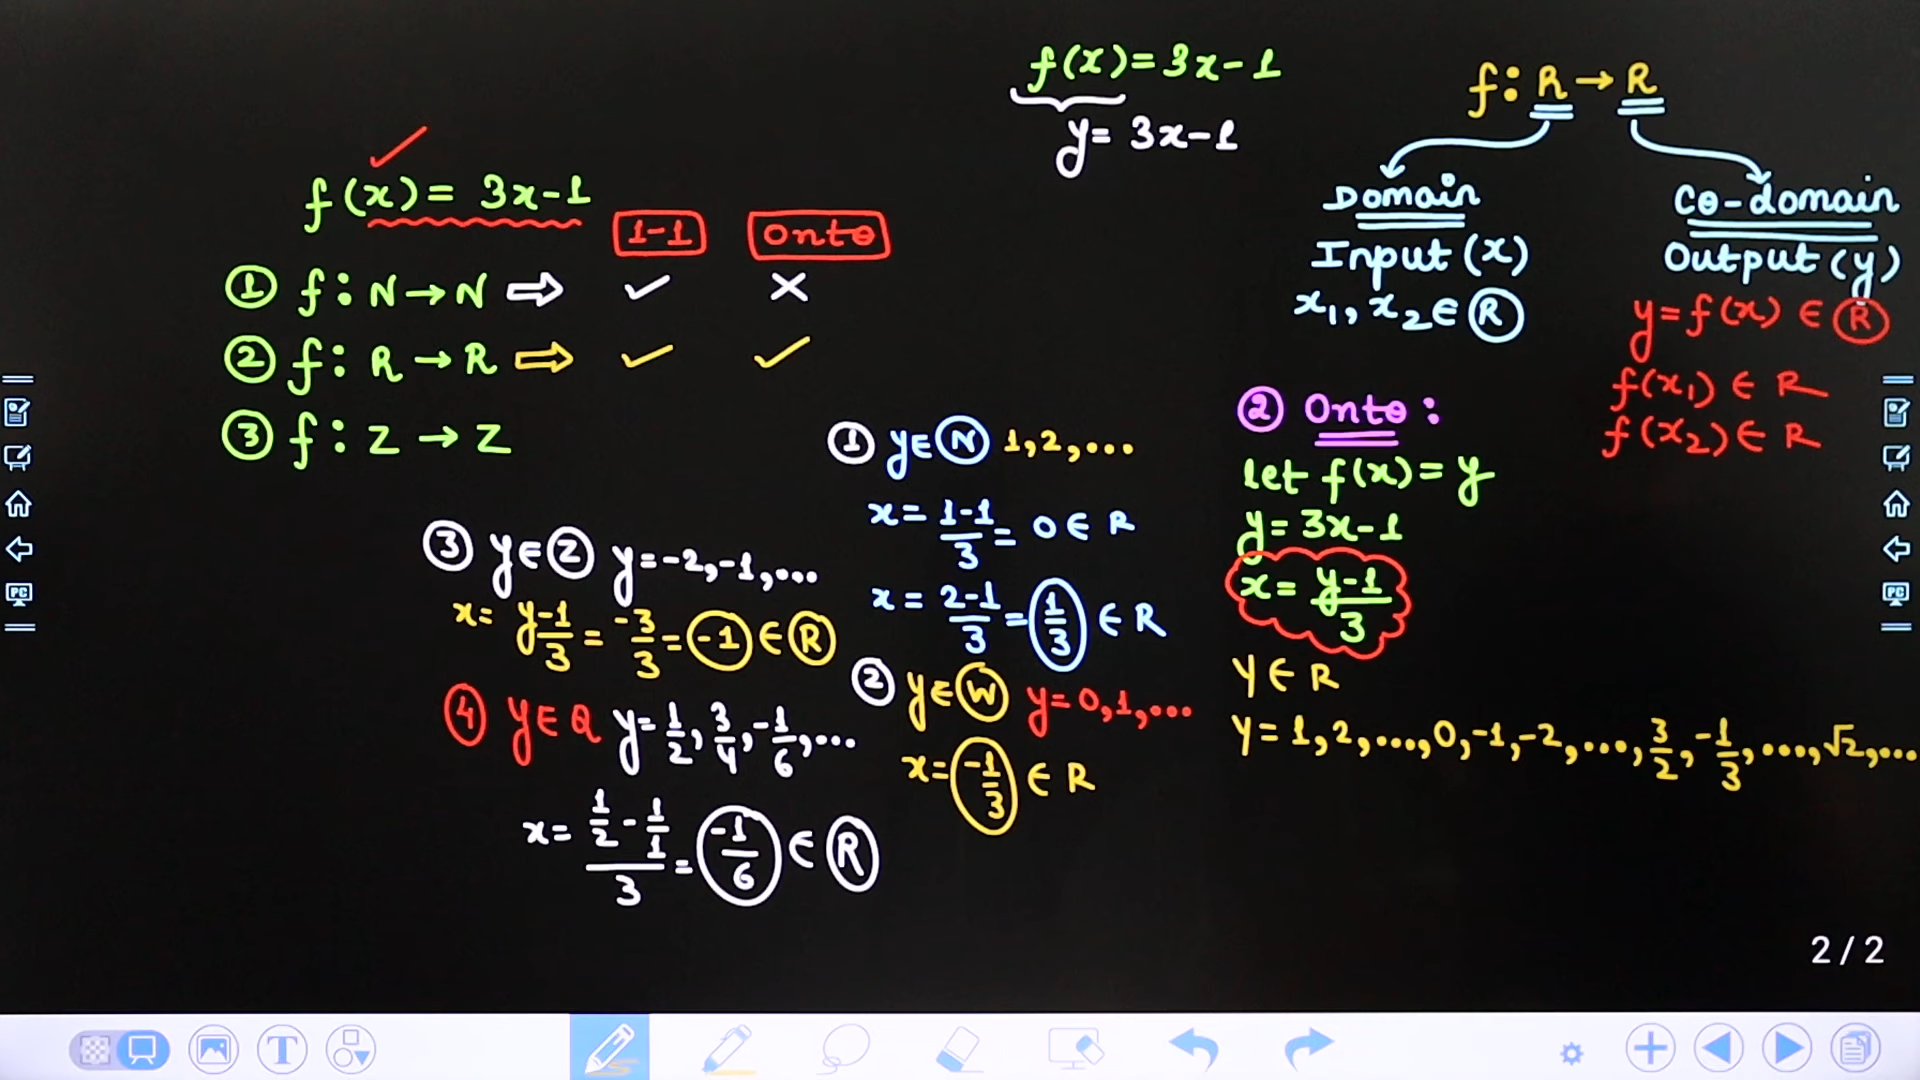 f(x) = 3x-1
1-1
Onto
① f: N → N ⇒ ✓ ✗
② f: R → R ⇒ ✓ ✓
③ f: Z → Z
f(x) = 3x-1
y = 3x-1
f: R → R
Domain
Input (x)
x₁, x₂ ∈ R
Co-domain
Output (y)
y = f(x) ∈ R
f(x₁) ∈ R
f(x₂) ∈ R
② Onto:
let f(x) = y
y = 3x-1
x = (y-1)/3
y ∈ R
y = 1, 2, ..., 0, -1, -2, ..., 3/2, -1/3, ..., √2, ...
① y ∈ N 1, 2, ...
x = (1-1)/3 = 0 ∈ R
x = (2-1)/3 = 1/3 ∈ R
② y ∈ W y = 0, 1, ...
x = -1/3 ∈ R
③ y ∈ Z y = -2, -1, ...
x = (y-1)/3 = -3/3 = -1 ∈ R
④ y ∈ Q y = 1/2, 3/4, -1/6, ...
x = (1/2 - 1/1)/3 = -1/6 ∈ R
2 / 2
PC
PC
T